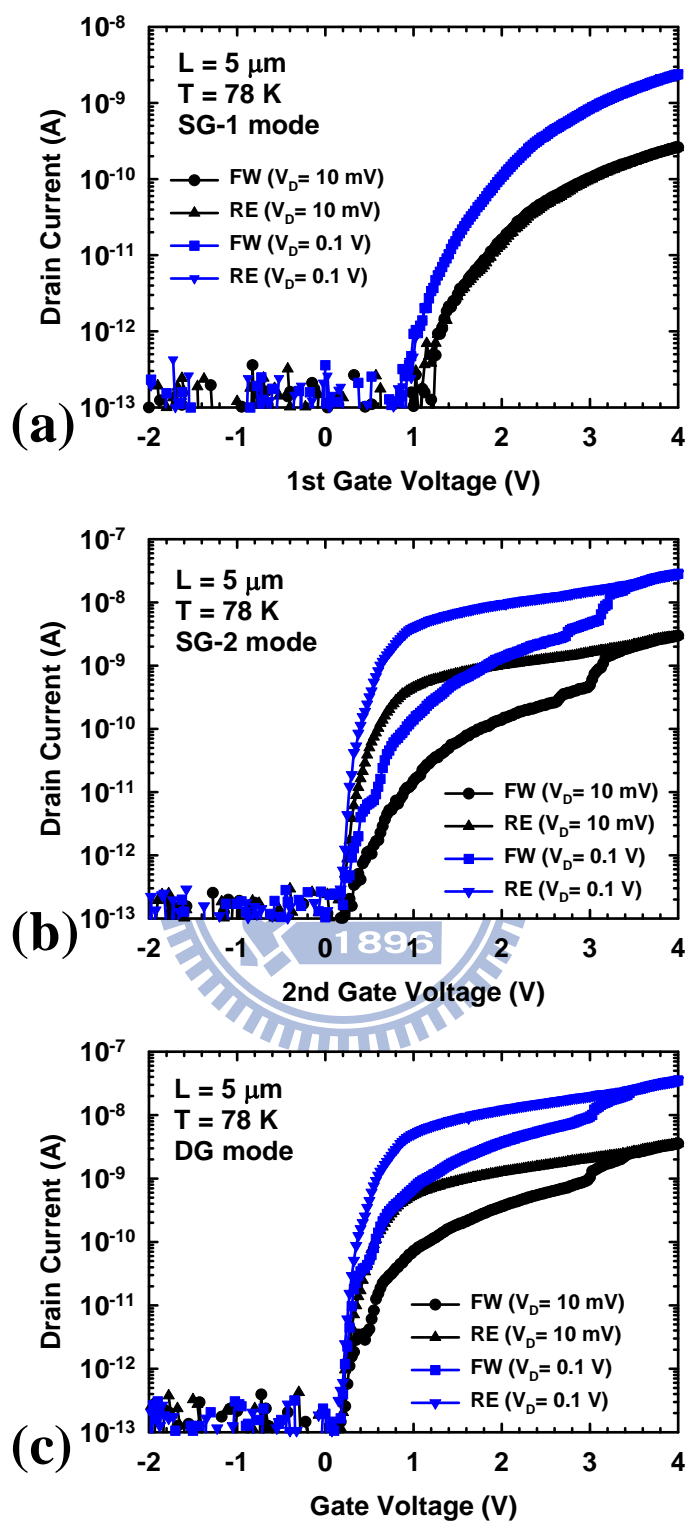 10^-8
10^-9
10^-10
10^-11
10^-12
10^-13
Drain Current (A)
L = 5 μm
T = 78 K
SG-1 mode
FW (V_D= 10 mV)
RE (V_D= 10 mV)
FW (V_D= 0.1 V)
RE (V_D= 0.1 V)
-2 -1 0 1 2 3 4
1st Gate Voltage (V)
(a)
10^-7
10^-8
10^-9
10^-10
10^-11
10^-12
10^-13
Drain Current (A)
L = 5 μm
T = 78 K
SG-2 mode
FW (V_D= 10 mV)
RE (V_D= 10 mV)
FW (V_D= 0.1 V)
RE (V_D= 0.1 V)
-2 -1 0 1 2 3 4
2nd Gate Voltage (V)
(b)
1896
10^-7
10^-8
10^-9
10^-10
10^-11
10^-12
10^-13
Drain Current (A)
L = 5 μm
T = 78 K
DG mode
FW (V_D= 10 mV)
RE (V_D= 10 mV)
FW (V_D= 0.1 V)
RE (V_D= 0.1 V)
-2 -1 0 1 2 3 4
Gate Voltage (V)
(c)